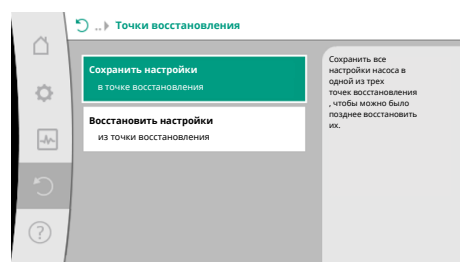 .. Точки восстановления
Сохранить настройки
в точке восстановления
Восстановить настройки
из точки восстановления
Сохранить все
настройки насоса в
одной из трех
точек восстановления
, чтобы можно было
позднее восстановить
их.
?